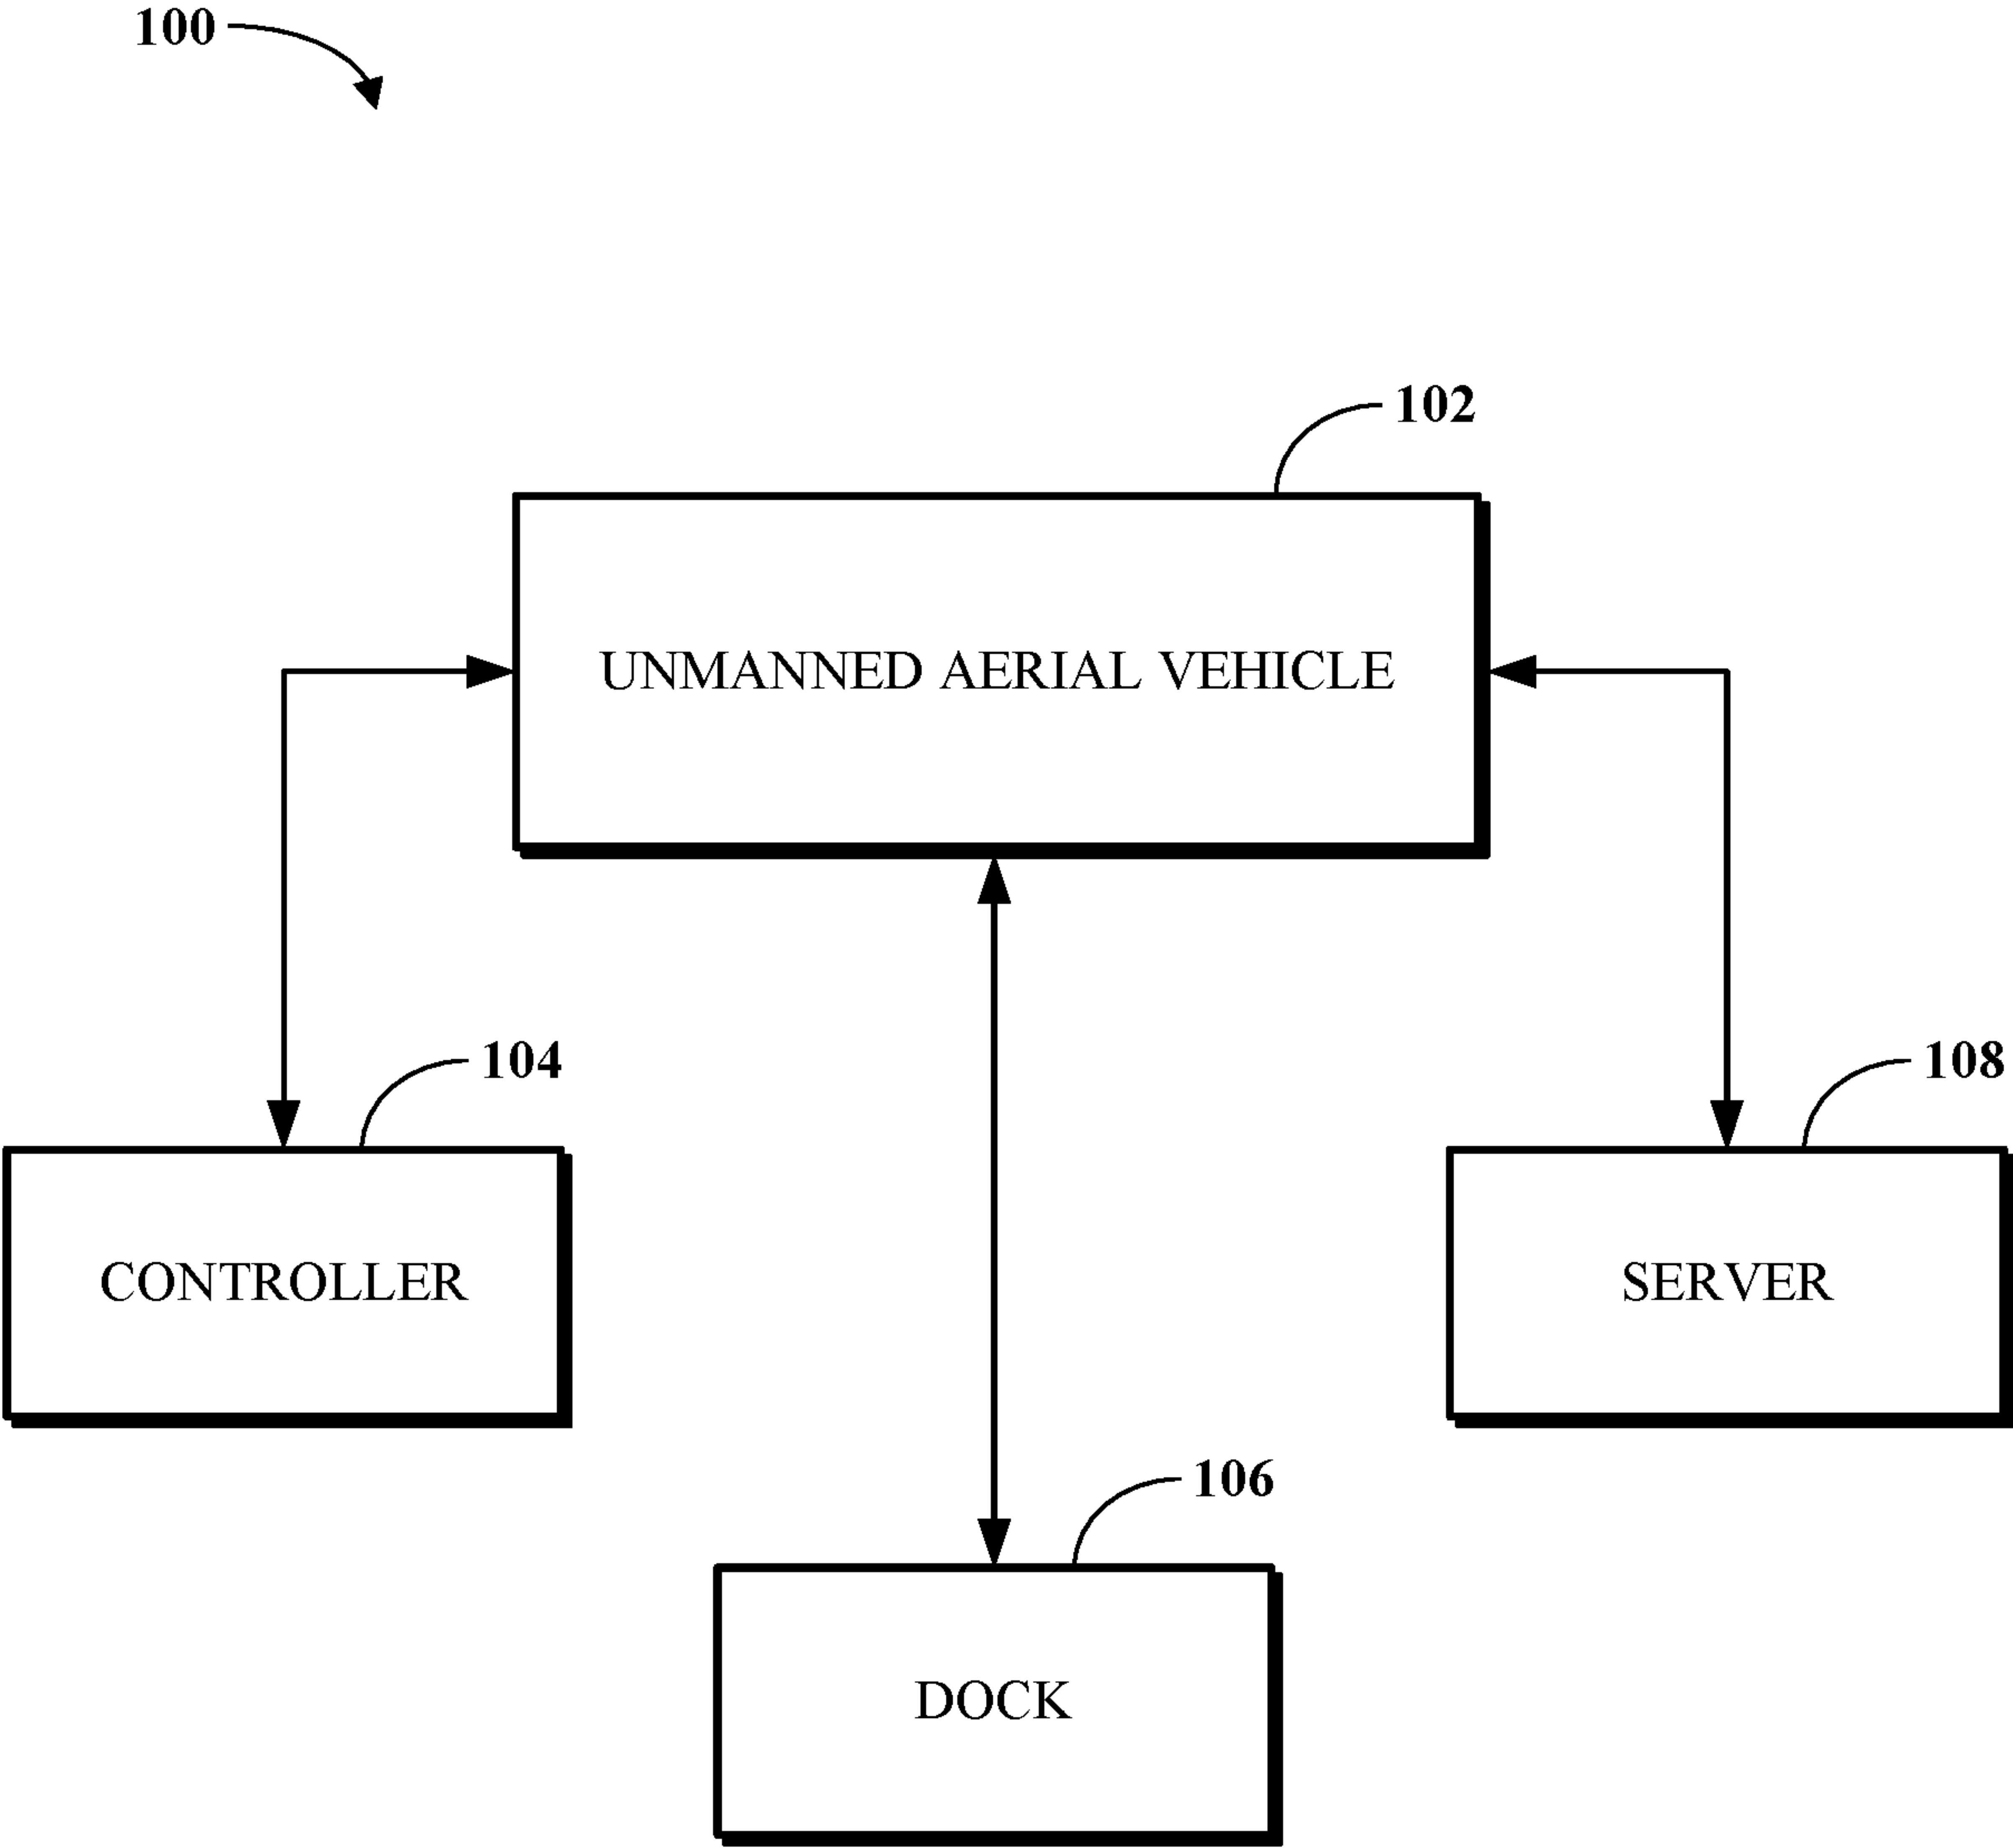 100
102
UNMANNED AERIAL VEHICLE
104
108
CONTROLLER
SERVER
106
DOCK